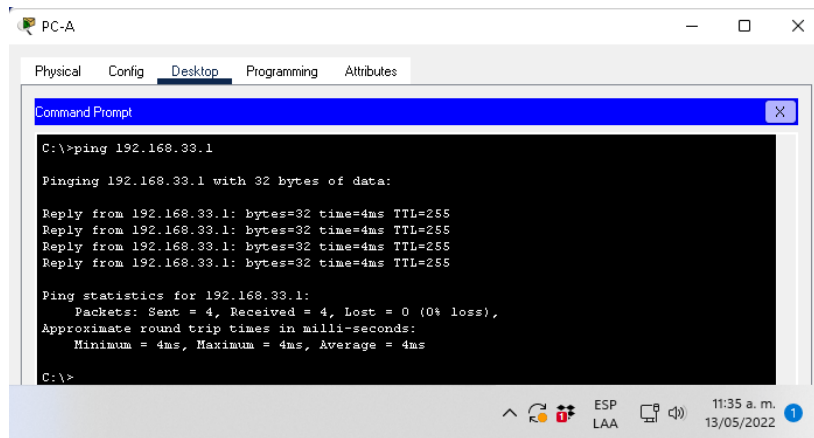 PC-A
Physical Config Desktop Programming Attributes
Command Prompt
X
C:\>ping 192.168.33.1
Pinging 192.168.33.1 with 32 bytes of data:
Reply from 192.168.33.1: bytes=32 time=4ms TTL=255
Reply from 192.168.33.1: bytes=32 time=4ms TTL=255
Reply from 192.168.33.1: bytes=32 time=4ms TTL=255
Reply from 192.168.33.1: bytes=32 time=4ms TTL=255
Ping statistics for 192.168.33.1:
Packets: Sent = 4, Received = 4, Lost = 0 (0% loss),
Approximate round trip times in milli-seconds:
Minimum = 4ms, Maximum = 4ms, Average = 4ms
C:\>
1
ESP
LAA
11:35 a. m.
13/05/2022
1